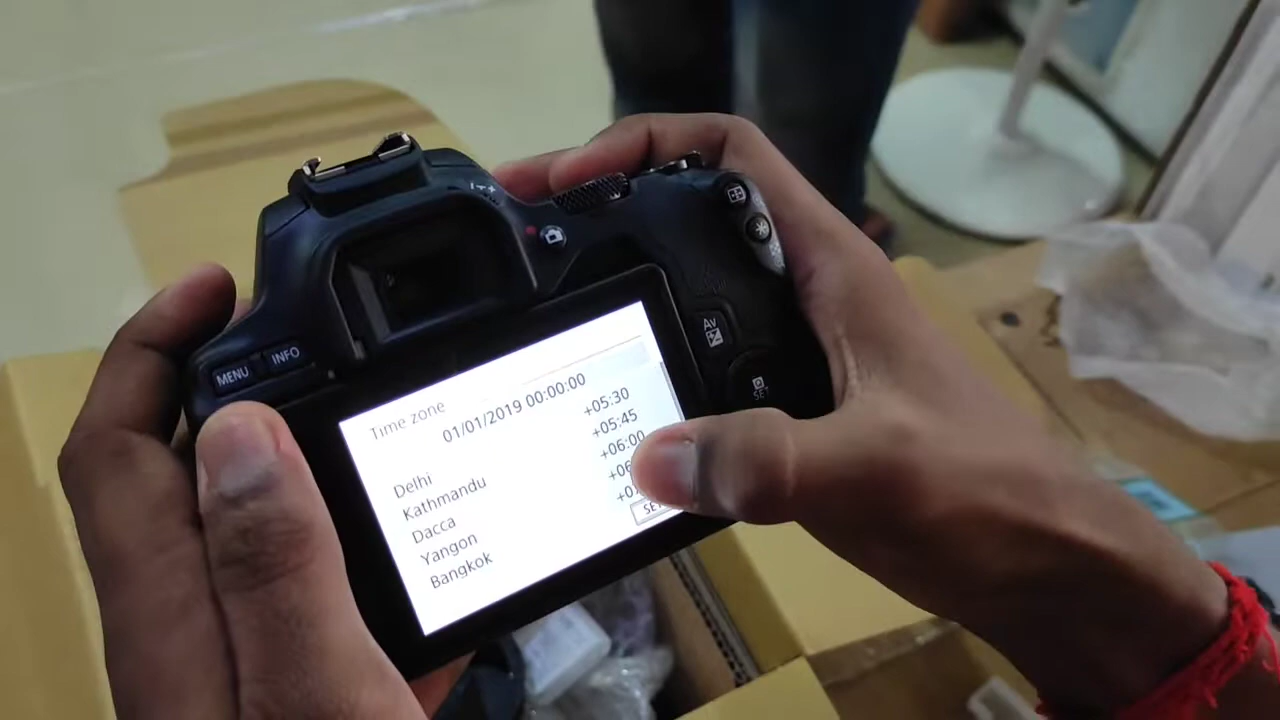 MENU
INFO
Av
SET
Time zone
01/01/2019 00:00:00
Delhi +05:30
Kathmandu +05:45
Dacca +06:00
Yangon
Bangkok